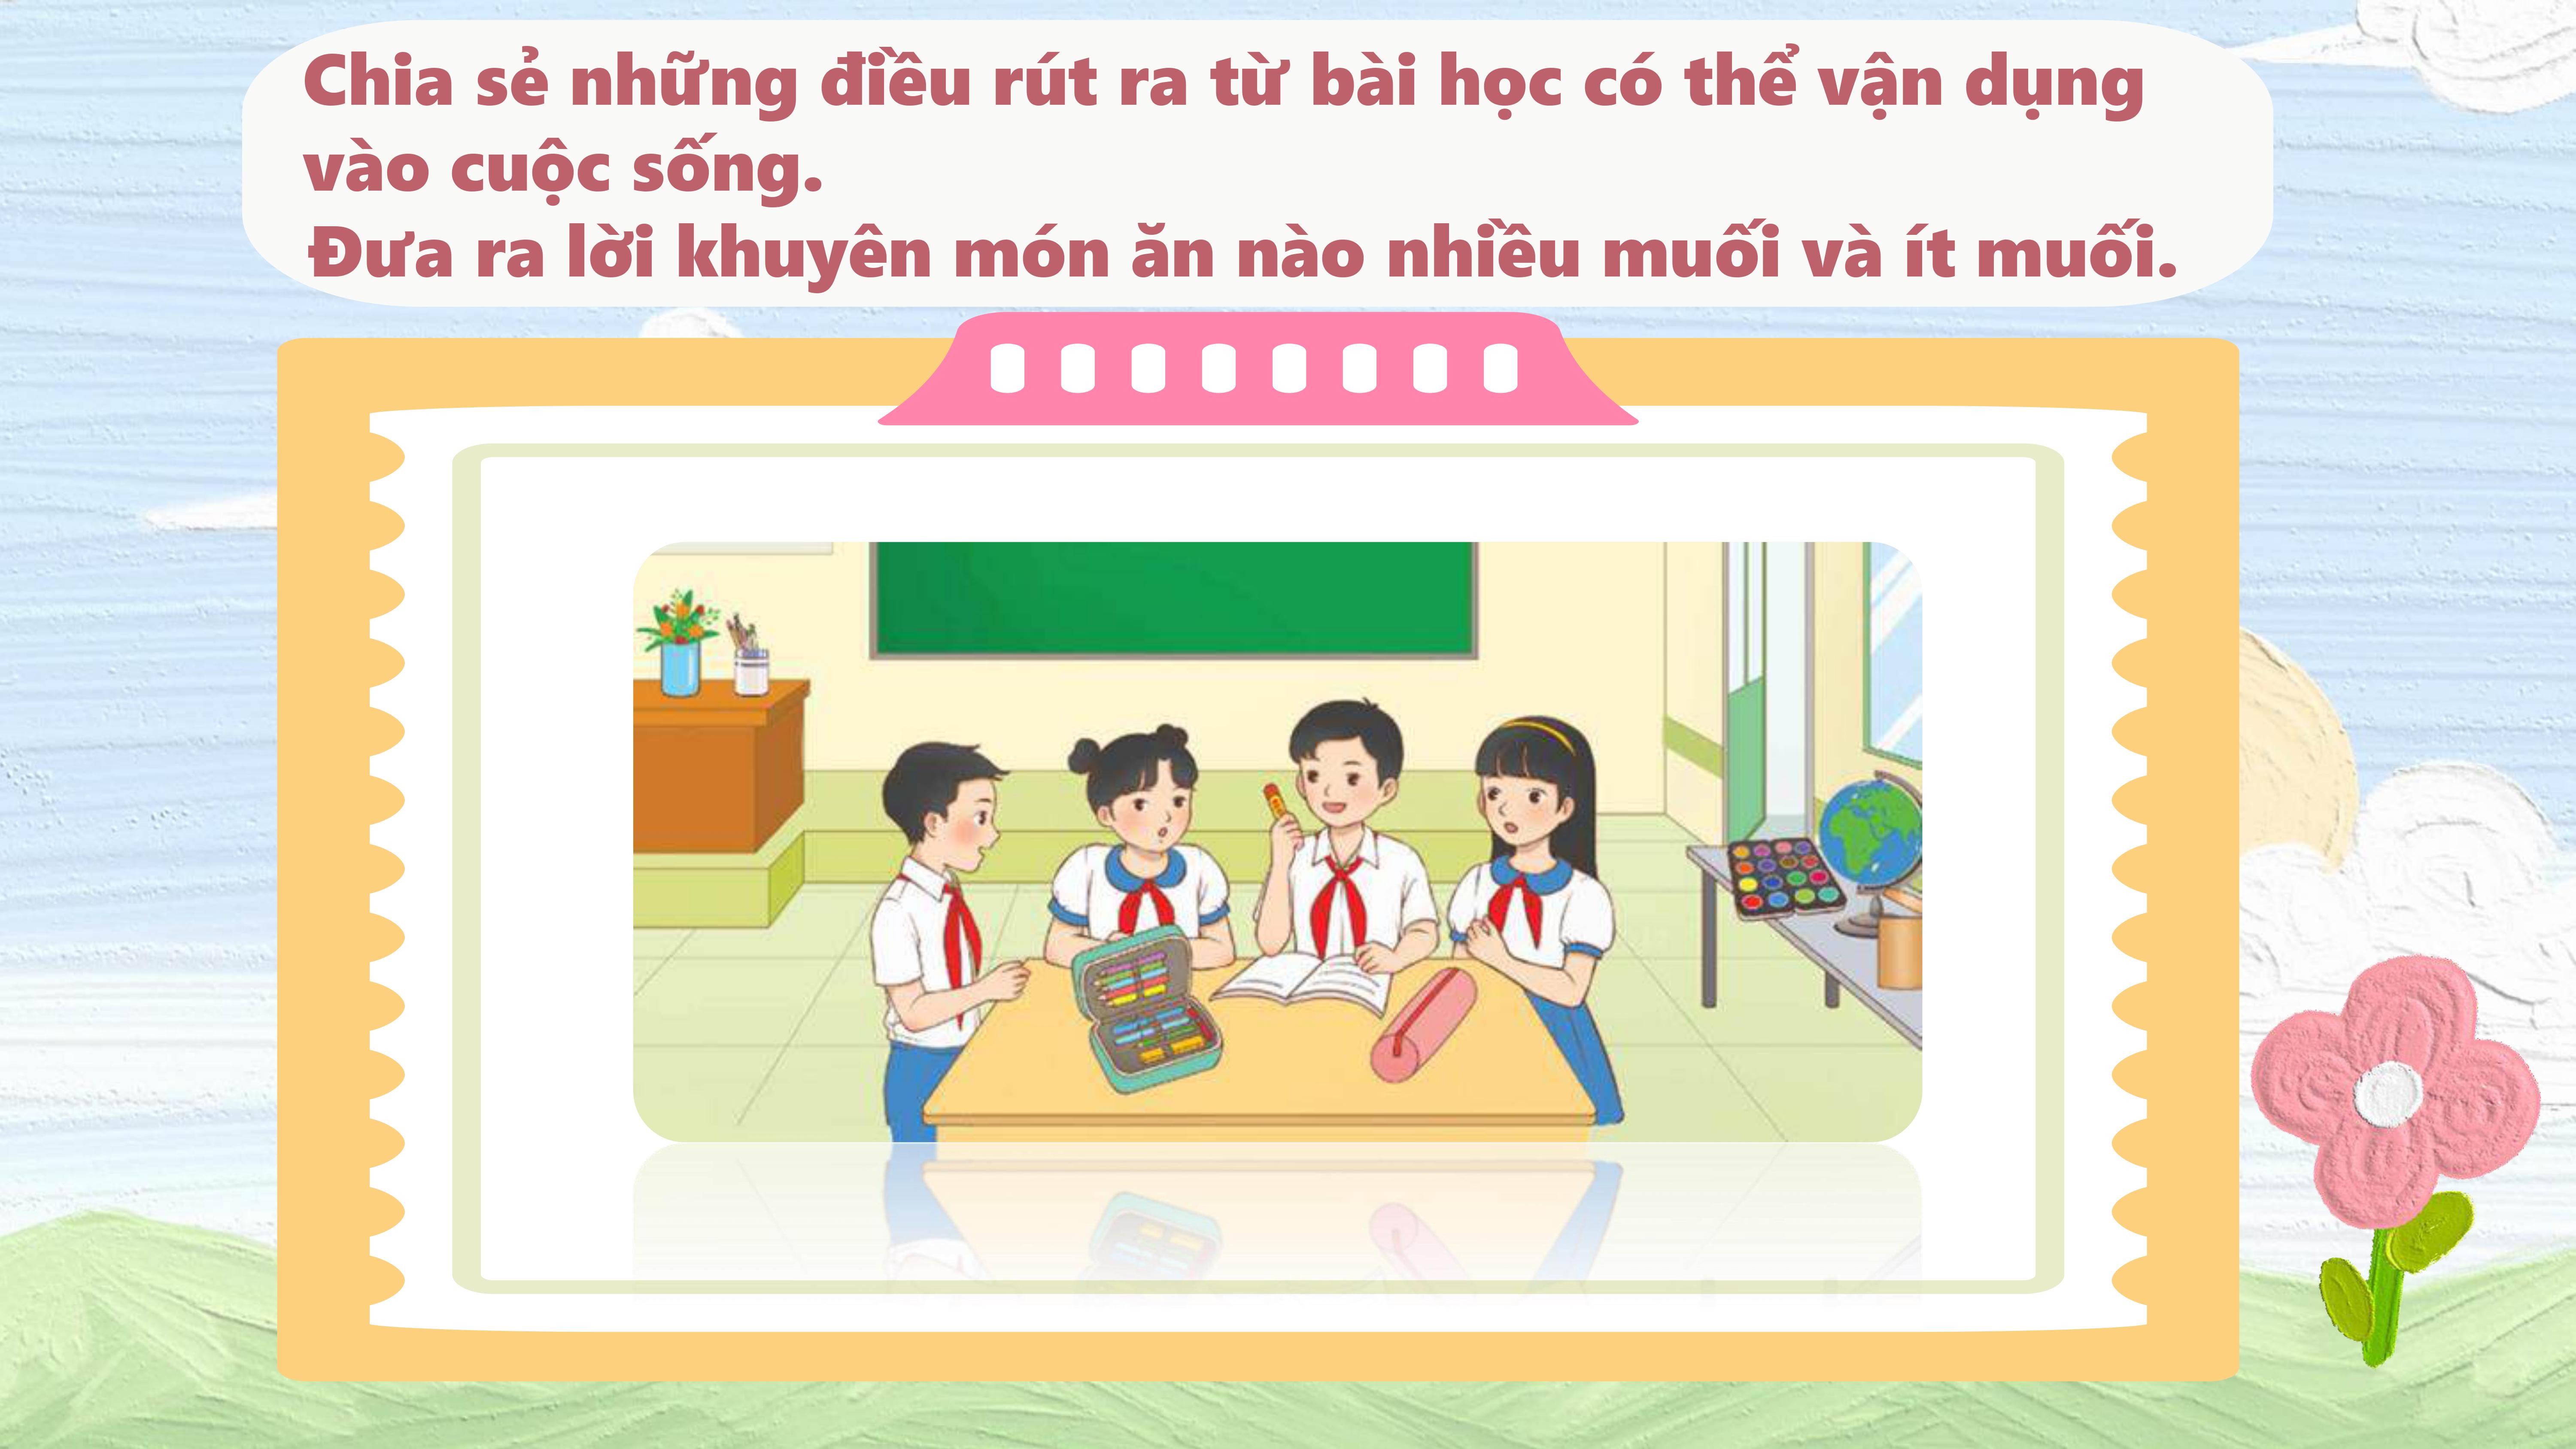 Chia sẻ những điều rút ra từ bài học có thể vận dụng
vào cuộc sống.
Đưa ra lời khuyên món ăn nào nhiều muối và ít muối.